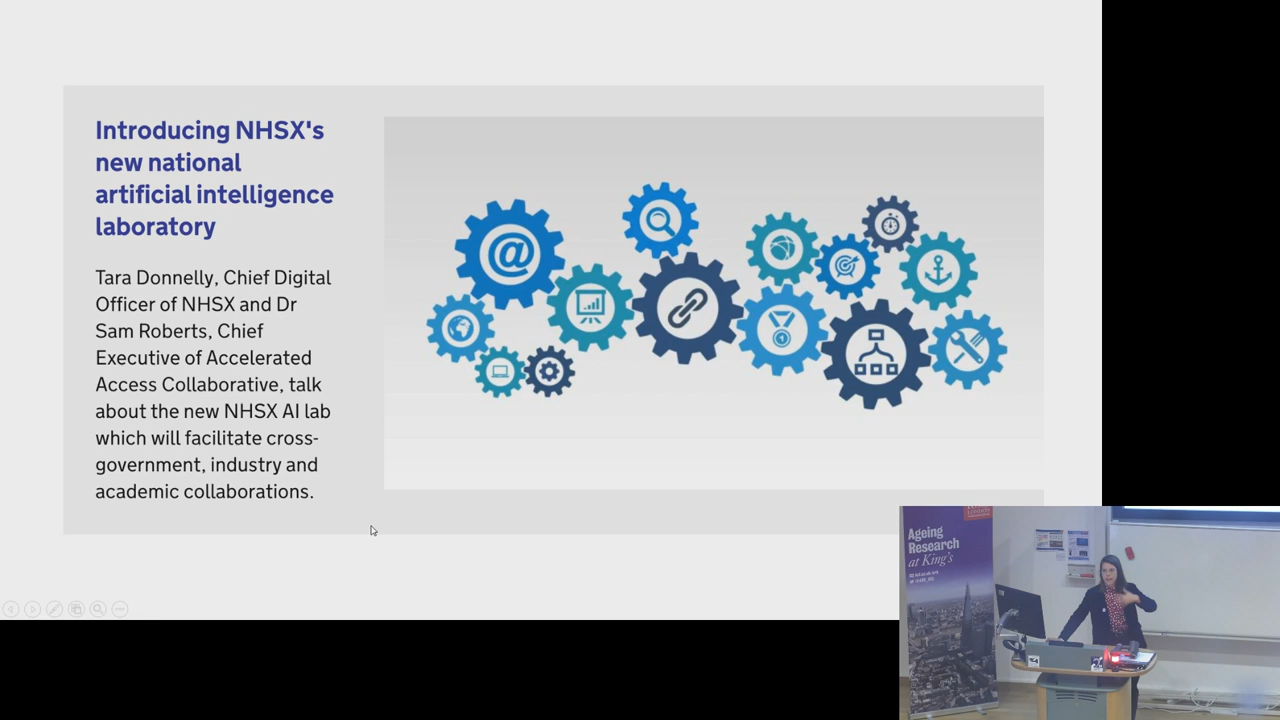 Introducing NHSX's
new national
artificial intelligence
laboratory
Tara Donnelly, Chief Digital
Officer of NHSX and Dr
Sam Roberts, Chief
Executive of Accelerated
Access Collaborative, talk
about the new NHSX AI lab
which will facilitate cross-
government, industry and
academic collaborations.
@
1
Ageing
Research
at King's